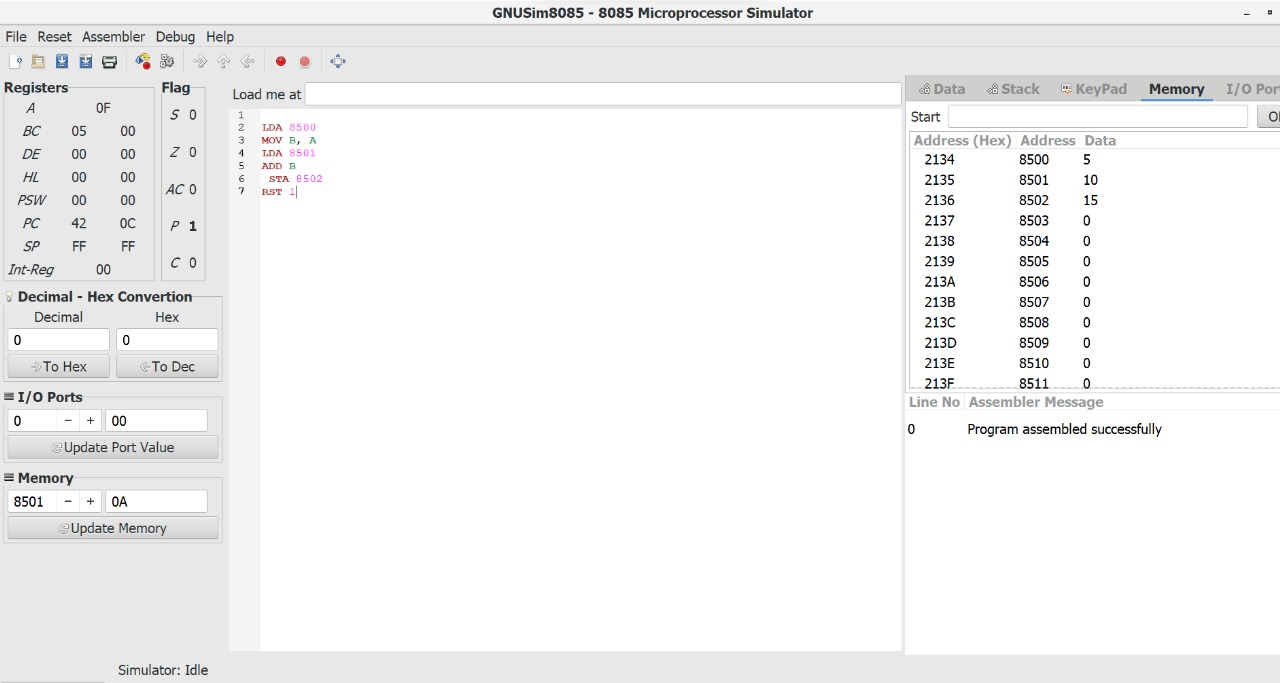 GNUSim8085 - 8085 Microprocessor Simulator
File Reset Assembler Debug Help
Registers
A 0F
BC 05 00
DE 00 00
HL 00 00
PSW 00 00
PC 42 0C
SP FF FF
Int-Reg 00
Flag
S 0
Z 0
AC 0
P 1
C 0
Decimal - Hex Convertion
Decimal Hex
0 0
To Hex To Dec
I/O Ports
0 − + 00
Update Port Value
Memory
8501 − + 0A
Update Memory
Simulator: Idle
Load me at
1
2 LDA 8500
3 MOV B, A
4 LDA 8501
5 ADD B
6 STA 8502
7 RST 1
Data Stack KeyPad Memory I/O Por
Start
Address (Hex) Address Data
2134 8500 5
2135 8501 10
2136 8502 15
2137 8503 0
2138 8504 0
2139 8505 0
213A 8506 0
213B 8507 0
213C 8508 0
213D 8509 0
213E 8510 0
213F 8511 0
Line No Assembler Message
0 Program assembled successfully